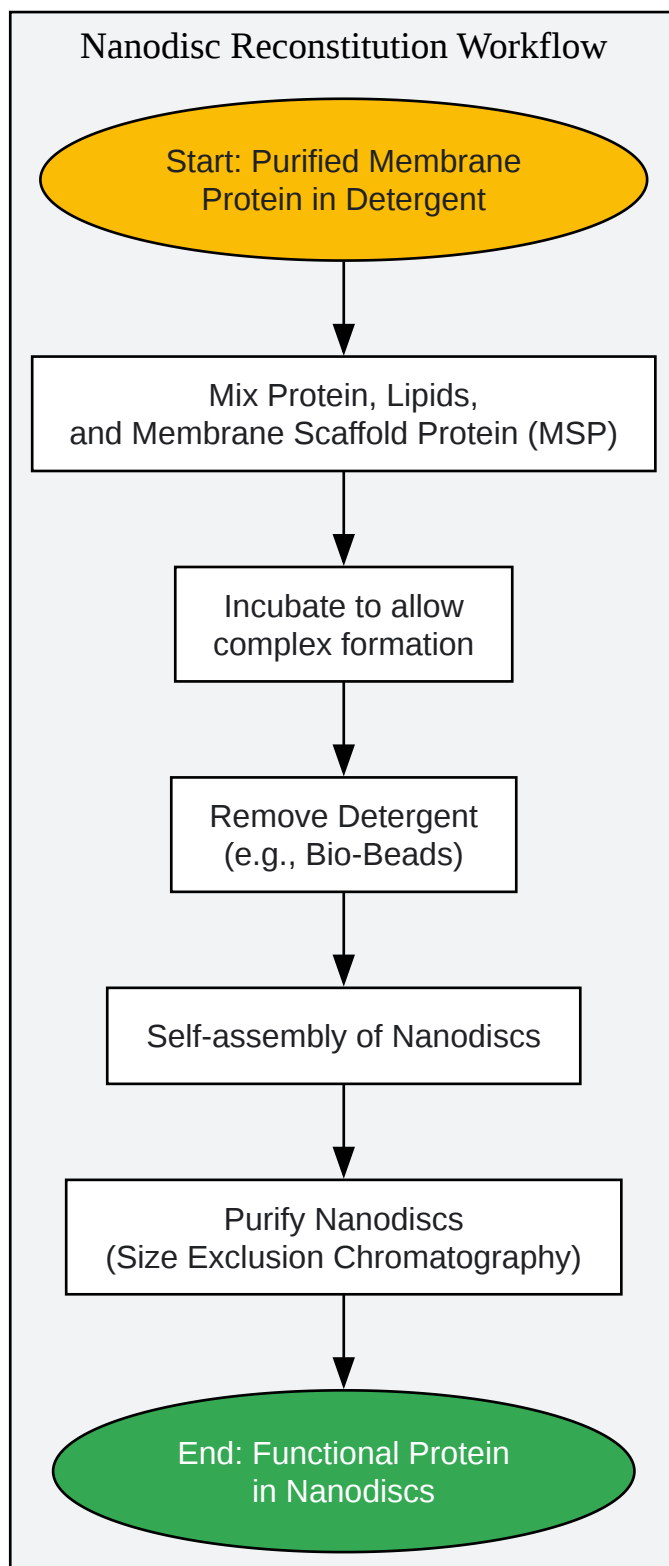 Nanodisc Reconstitution Workflow
Start: Purified Membrane
Protein in Detergent
Mix Protein, Lipids,
and Membrane Scaffold Protein (MSP)
Incubate to allow
complex formation
Remove Detergent
(e.g., Bio-Beads)
Self-assembly of Nanodiscs
Purify Nanodiscs
(Size Exclusion Chromatography)
End: Functional Protein
in Nanodiscs